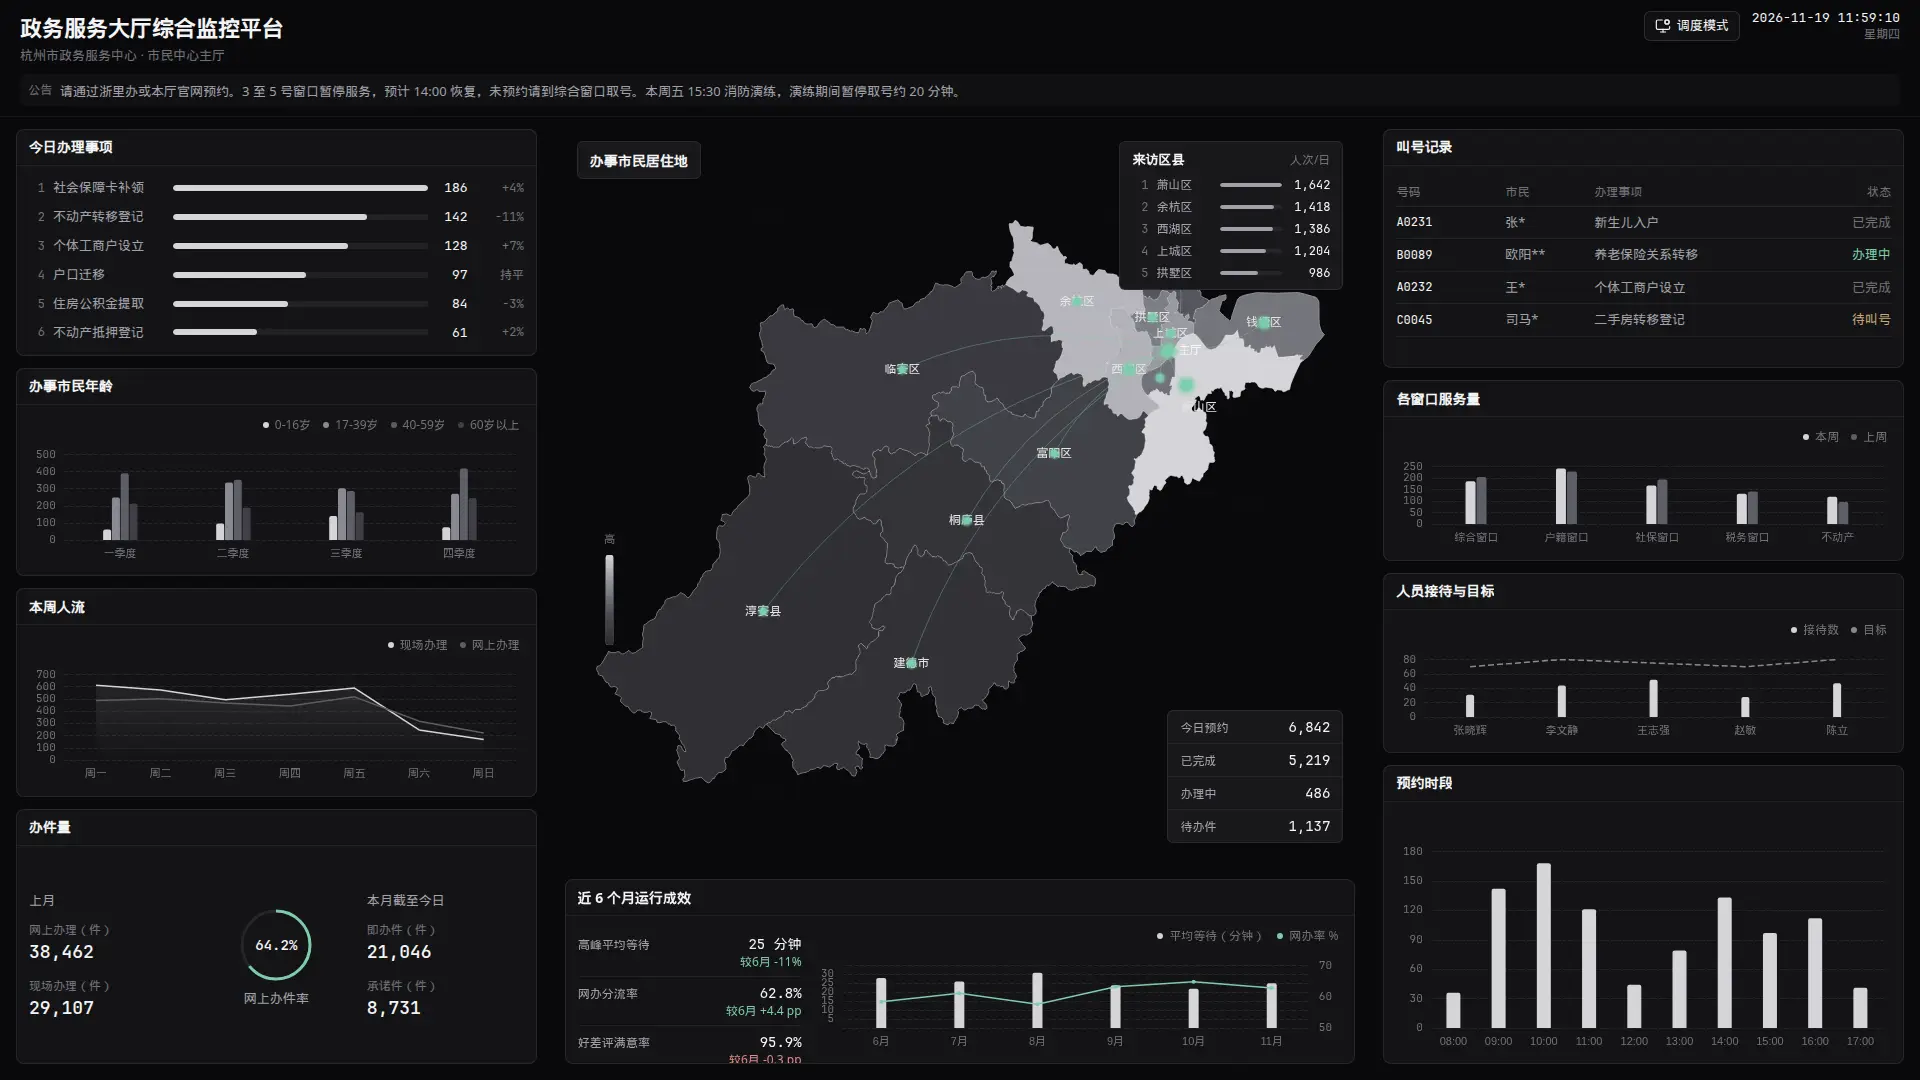 政务服务大厅综合监控平台
杭州市政务服务中心 · 市民中心主厅
调度模式
2026-11-19 11:59:10
星期四
公告 请通过浙里办或本厅官网预约。3 至 5 号窗口暂停服务，预计 14:00 恢复，未预约请到综合窗口取号。本周五 15:30 消防演练，演练期间暂停取号约 20 分钟。
今日办理事项
1 社会保障卡补领 186 +4%
2 不动产转移登记 142 -11%
3 个体工商户设立 128 +7%
4 户口迁移 97 持平
5 住房公积金提取 84 -3%
6 不动产抵押登记 61 +2%
办事市民年龄
0-16岁 17-39岁 40-59岁 60岁以上
500
400
300
200
100
0
一季度 二季度 三季度 四季度
本周人流
现场办理 网上办理
700
600
500
400
300
200
100
0
周一 周二 周三 周四 周五 周六 周日
办件量
上月
网上办理（件）
38,462
现场办理（件）
29,107
64.2%
网上办件率
本月截至今日
即办件（件）
21,046
承诺件（件）
8,731
办事市民居住地
来访区县 人次/日
1 萧山区 1,642
2 余杭区 1,418
3 西湖区 1,386
4 上城区 1,204
5 拱墅区 986
余杭区
拱墅区
钱塘区
上城区
主厅
临安区
西湖区
山区
富阳区
桐庐县
高
淳安县
建德市
今日预约 6,842
已完成 5,219
办理中 486
待办件 1,137
近 6 个月运行成效
高峰平均等待 25 分钟
较6月 -11%
网办分流率 62.8%
较6月 +4.4 pp
好差评满意率 95.9%
较6月 -0.3 pp
平均等待（分钟） 网办率 %
30
25
20
15
10
5
70
60
50
6月 7月 8月 9月 10月 11月
叫号记录
号码 市民 办理事项 状态
A0231 张* 新生儿入户 已完成
B0089 欧阳** 养老保险关系转移 办理中
A0232 王* 个体工商户设立 已完成
C0045 司马* 二手房转移登记 待叫号
各窗口服务量
本周 上周
250
200
150
100
50
0
综合窗口 户籍窗口 社保窗口 税务窗口 不动产
人员接待与目标
接待数 目标
80
60
40
20
0
张晓辉 李文静 王志强 赵敏 陈立
预约时段
180
150
120
90
60
30
0
08:00 09:00 10:00 11:00 12:00 13:00 14:00 15:00 16:00 17:00